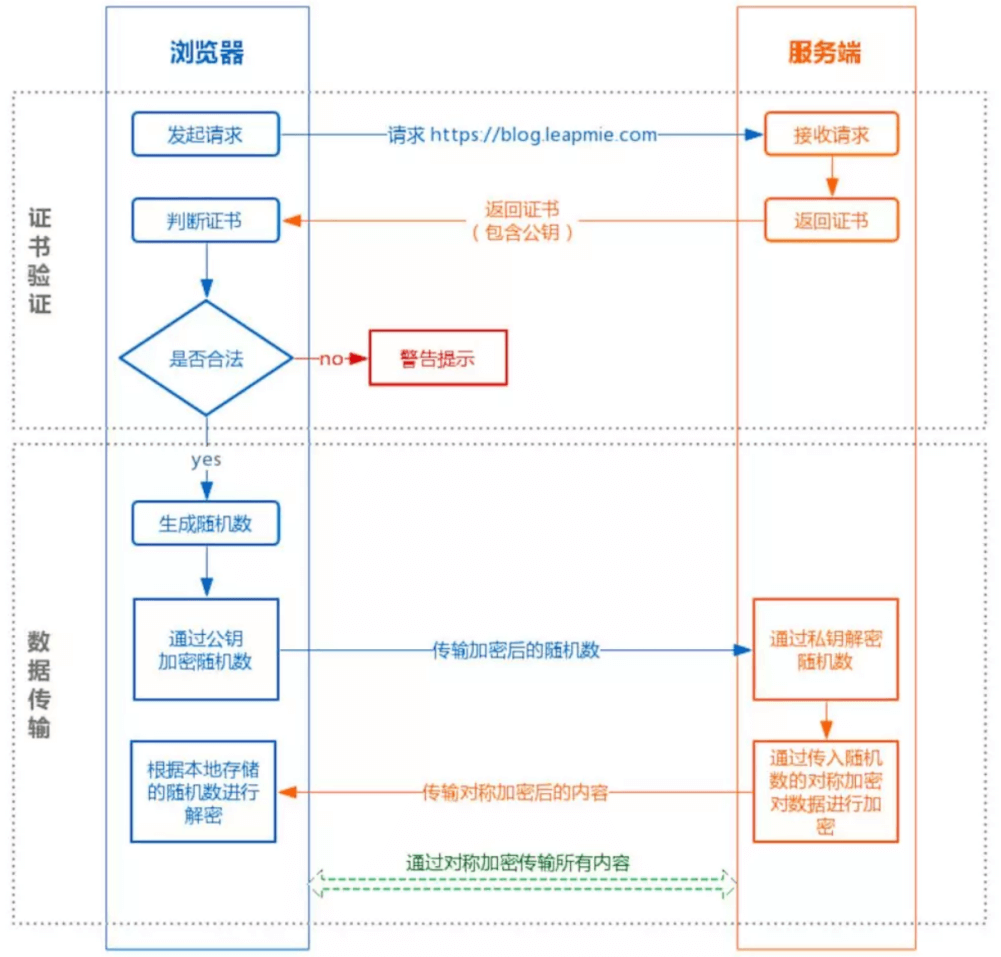 浏览器
服务端
发起请求
请求 https://blog.leapmie.com
接收请求
证
书
验
证
判断证书
返回证书
（包含公钥）
返回证书
是否合法
no
警告提示
yes
生成随机数
数
据
传
输
通过公钥
加密随机数
传输加密后的随机数
通过私钥解密
随机数
根据本地存储
的随机数进行
解密
传输对称加密后的内容
通过传入随机
数的对称加密
对数据进行加
密
通过对称加密传输所有内容